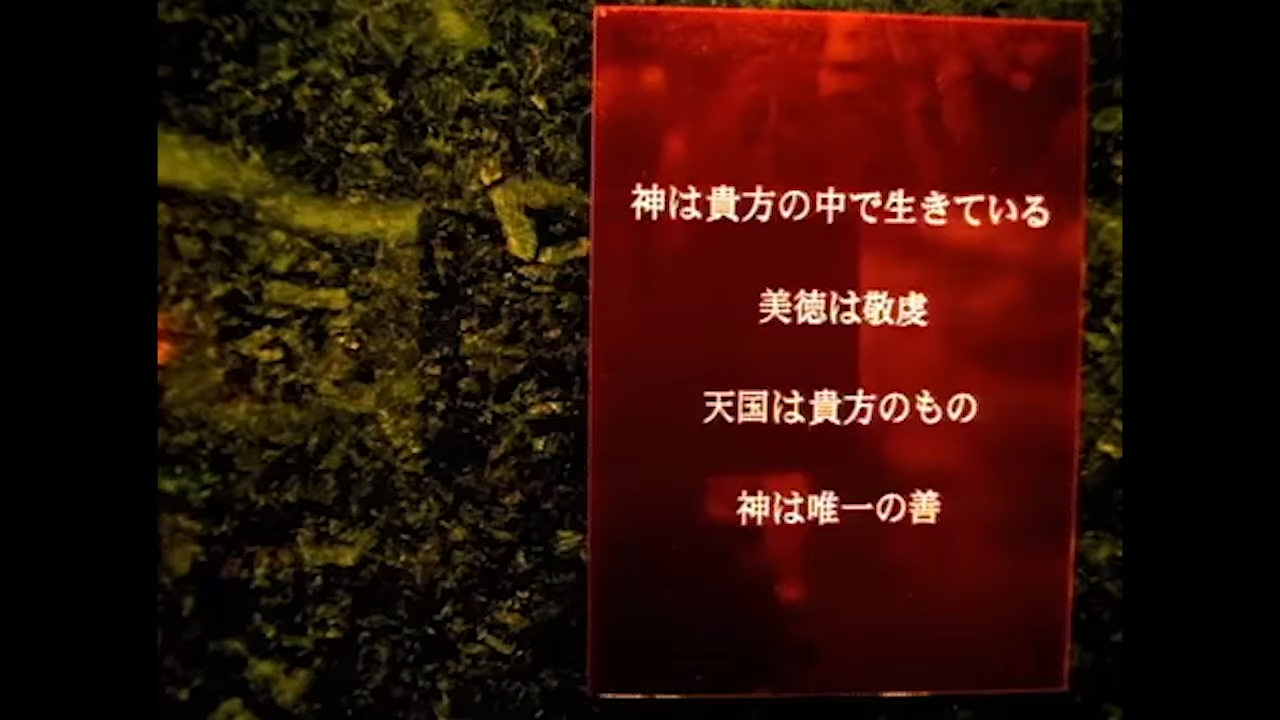 神は貴方の中で生きている
美徳は敬虔
天国は貴方のもの
神は唯一の善